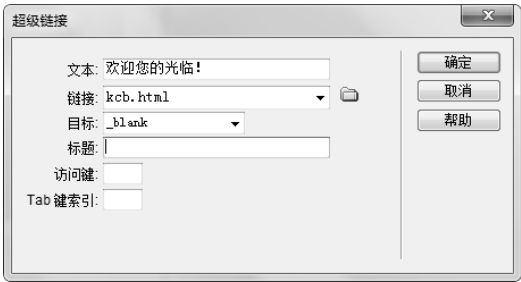 超级链接
文本: 欢迎您的光临!
确定
链接: kcb.html
取消
目标: _blank
帮助
标题:
访问键:
Tab 键索引: